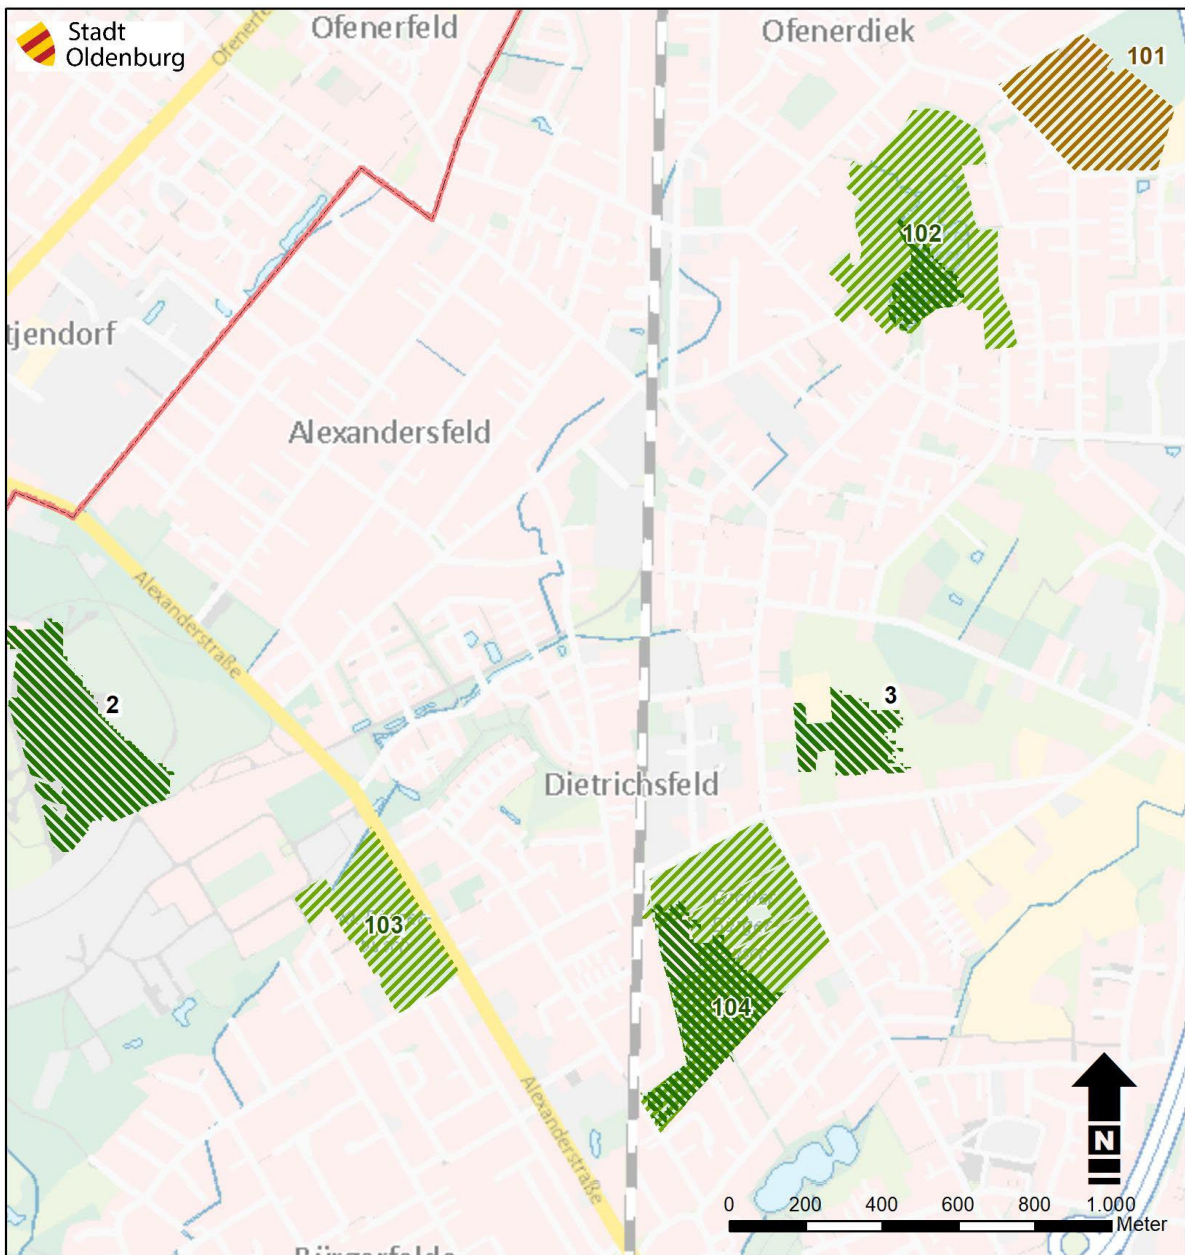 Stadt
Oldenburg
Ofenerfeld
Ofenerdiek
101
102
tjendorf
Alexandersfeld
Alexanderstraße
2
3
Dietrichsfeld
103
104
Alexanderstraße
N
0 200 400 600 800 1.000
Meter